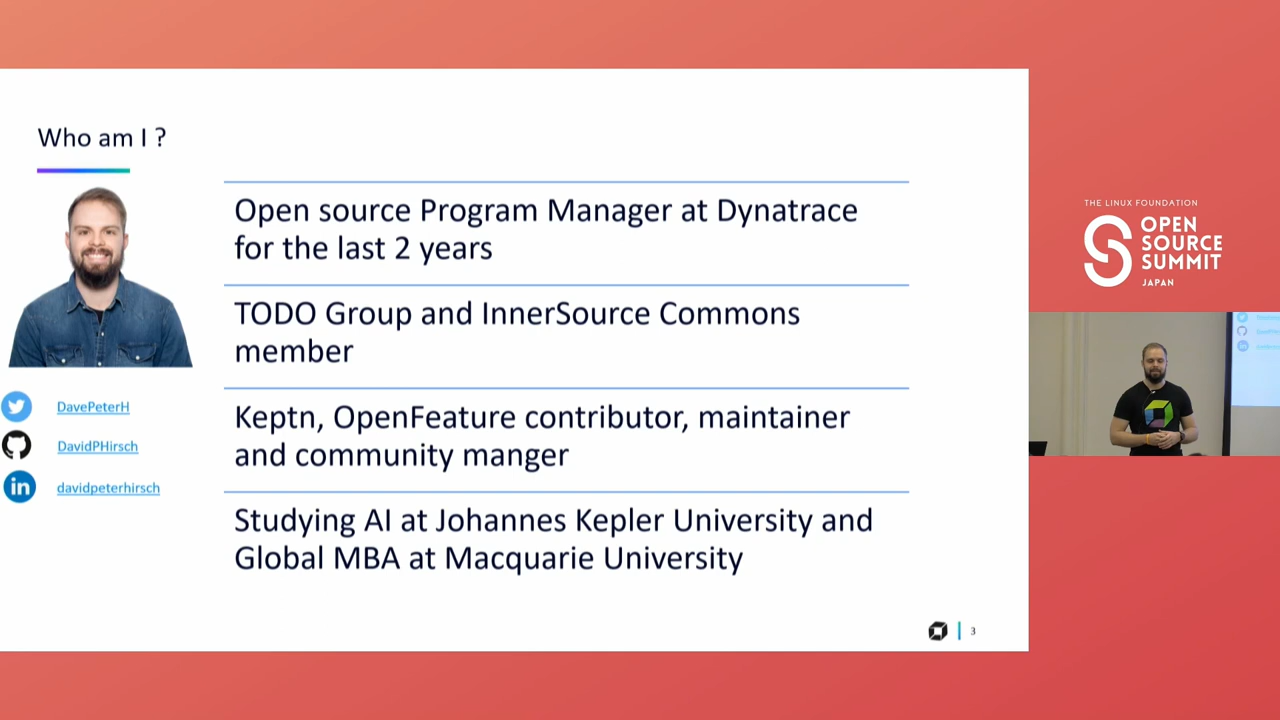 Who am I ?
Open source Program Manager at Dynatrace
for the last 2 years
TODO Group and InnerSource Commons
member
Keptn, OpenFeature contributor, maintainer
and community manger
Studying AI at Johannes Kepler University and
Global MBA at Macquarie University
DavePeterH
DavidPHirsch
in davidpeterhirsch
3
THE LINUX FOUNDATION
OPEN
SOURCE
SUMMIT
JAPAN